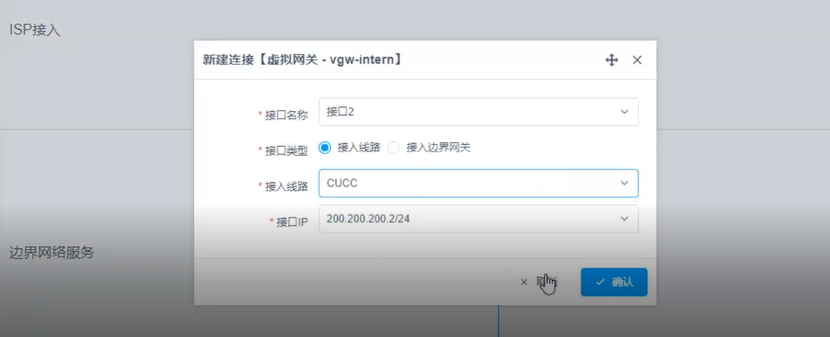 ISP接入
新建连接【虚拟网关 - vgw-intern】
* 接口名称 接口2
* 接口类型 接入线路 接入边界网关
* 接入线路 CUCC
* 接口IP 200.200.200.2/24
边界网络服务
确认